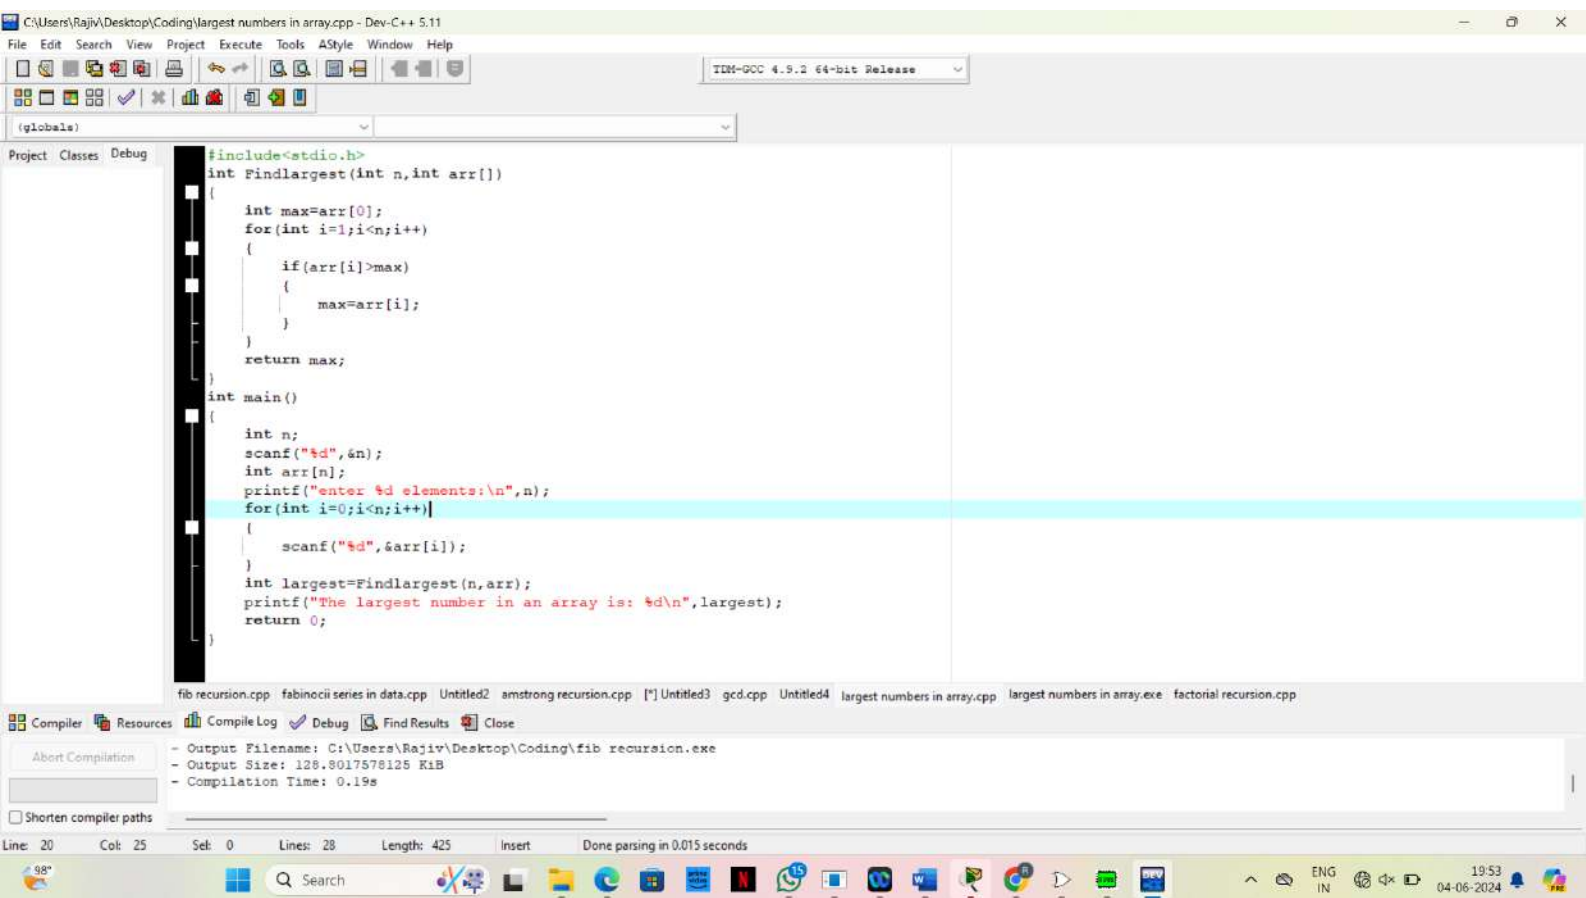 C:\Users\Rajiv\Desktop\Coding\largest numbers in array.cpp - Dev-C++ 5.11
File Edit Search View Project Execute Tools AStyle Window Help
TDM-GCC 4.9.2 64-bit Release
(globals)
Project Classes Debug
#include<stdio.h>
int Findlargest(int n,int arr[])
{
int max=arr[0];
for(int i=1;i<n;i++)
{
if(arr[i]>max)
{
max=arr[i];
}
}
return max;
}
int main()
{
int n;
scanf("%d",&n);
int arr[n];
printf("enter %d elements:\n",n);
for(int i=0;i<n;i++)
{
scanf("%d",&arr[i]);
}
int largest=Findlargest(n,arr);
printf("The largest number in an array is: %d\n",largest);
return 0;
}
fib recursion.cpp fabinocii series in data.cpp Untitled2 amstrong recursion.cpp [*] Untitled3 gcd.cpp Untitled4 largest numbers in array.cpp largest numbers in array.exe factorial recursion.cpp
Compiler Resources Compile Log Debug Find Results Close
Abort Compilation
- Output Filename: C:\Users\Rajiv\Desktop\Coding\fib recursion.exe
- Output Size: 128.8017578125 KiB
- Compilation Time: 0.19s
Shorten compiler paths
Line: 20 Col: 25 Sel: 0 Lines: 28 Length: 425 Insert Done parsing in 0.015 seconds
98°
Search
15
ENG
IN
19:53
04-06-2024